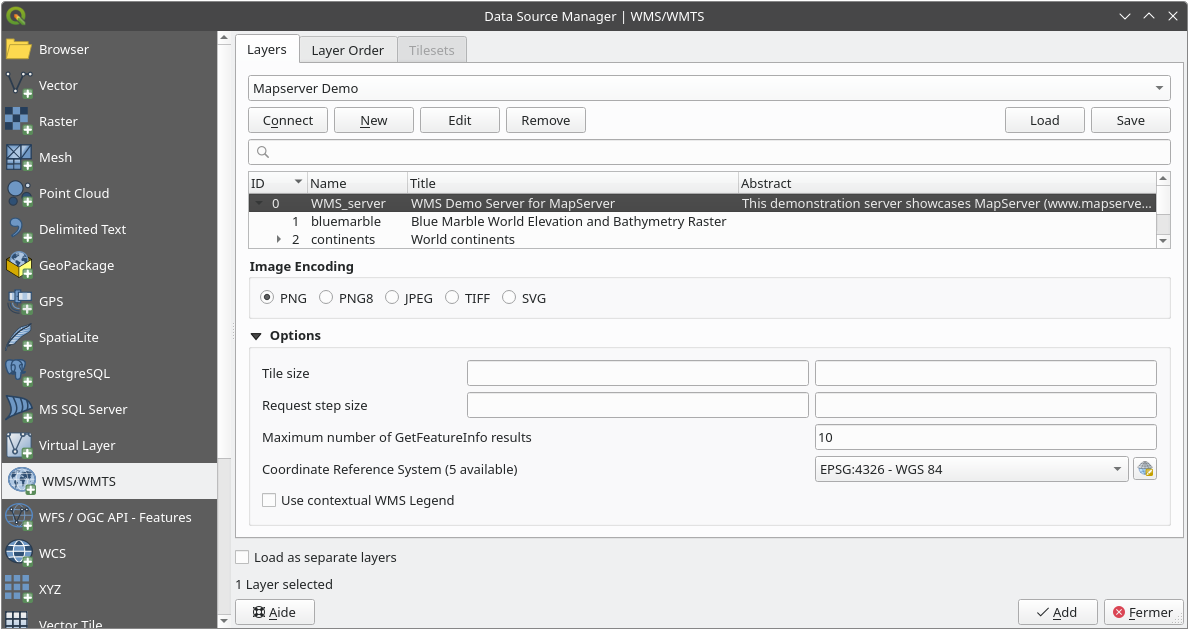 Data Source Manager | WMS/WMTS
Browser
Vector
Raster
Mesh
Point Cloud
Delimited Text
GeoPackage
GPS
SpatiaLite
PostgreSQL
MS SQL Server
Virtual Layer
WMS/WMTS
WFS / OGC API - Features
WCS
XYZ
Vector Tile
Layers Layer Order Tilesets
Mapserver Demo
Connect New Edit Remove Load Save
ID Name Title Abstract
0 WMS_server WMS Demo Server for MapServer This demonstration server showcases MapServer (www.mapserve...
1 bluemarble Blue Marble World Elevation and Bathymetry Raster
2 continents World continents
Image Encoding
PNG PNG8 JPEG TIFF SVG
Options
Tile size
Request step size
Maximum number of GetFeatureInfo results 10
Coordinate Reference System (5 available) EPSG:4326 - WGS 84
Use contextual WMS Legend
Load as separate layers
1 Layer selected
Aide Add Fermer